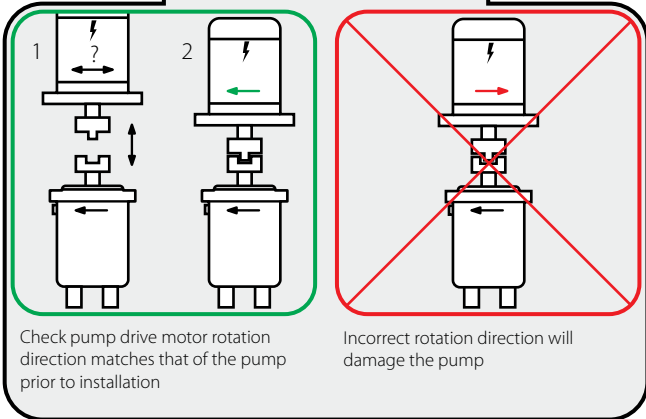 1
?
2
Check pump drive motor rotation
direction matches that of the pump
prior to installation
Incorrect rotation direction will
damage the pump